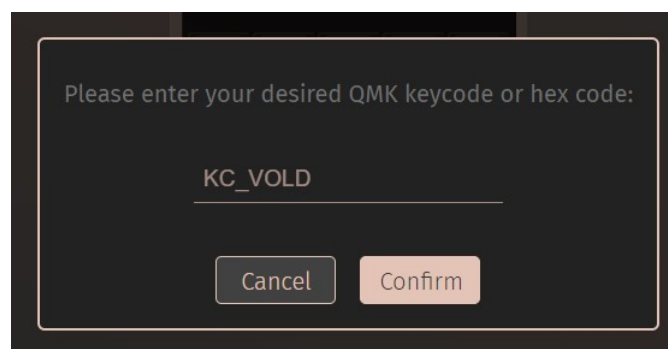 Please enter your desired QMK keycode or hex code:
KC_VOLD
Cancel Confirm